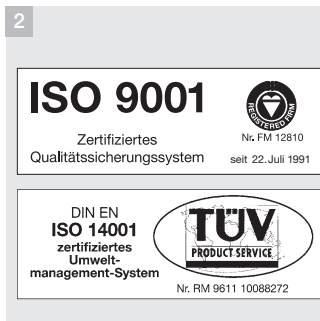 2
ISO 9001
Zertifiziertes
Qualitätssicherungssystem
REGISTERED FIRM
Nr. FM 12810
seit 22. Juli 1991
DIN EN
ISO 14001
zertifiziertes
Umwelt-
management-System
TÜV
PRODUCT SERVICE
Nr. RM 9611 10088272